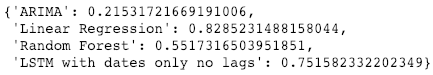 {'ARIMA': 0.21531721669191006,
'Linear Regression': 0.8285231488158044,
'Random Forest': 0.5517316503951851,
'LSTM with dates only no lags': 0.751582332202349}